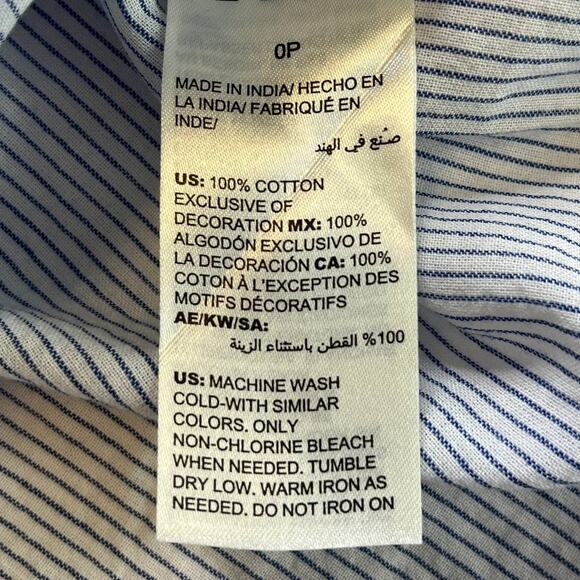 0P
MADE IN INDIA/ HECHO EN
LA INDIA/ FABRIQUÉ EN
INDE/
صُنع في الهند
US: 100% COTTON
EXCLUSIVE OF
DECORATION MX: 100%
ALGODÓN EXCLUSIVO DE
LA DECORACIÓN CA: 100%
COTON À L'EXCEPTION DES
MOTIFS DÉCORATIFS
AE/KW/SA:
100% القطن باستثناء الزينة
US: MACHINE WASH
COLD-WITH SIMILAR
COLORS. ONLY
NON-CHLORINE BLEACH
WHEN NEEDED. TUMBLE
DRY LOW. WARM IRON AS
NEEDED. DO NOT IRON ON